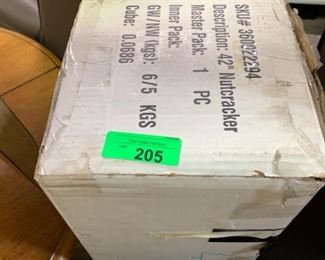 SKU# 360922294
Description: 42" Nutcracker
Master Pack: 1 PC
Inner Pack:
GW/NW (kgs): 6/5 KGS
Cube: 0.0686
205